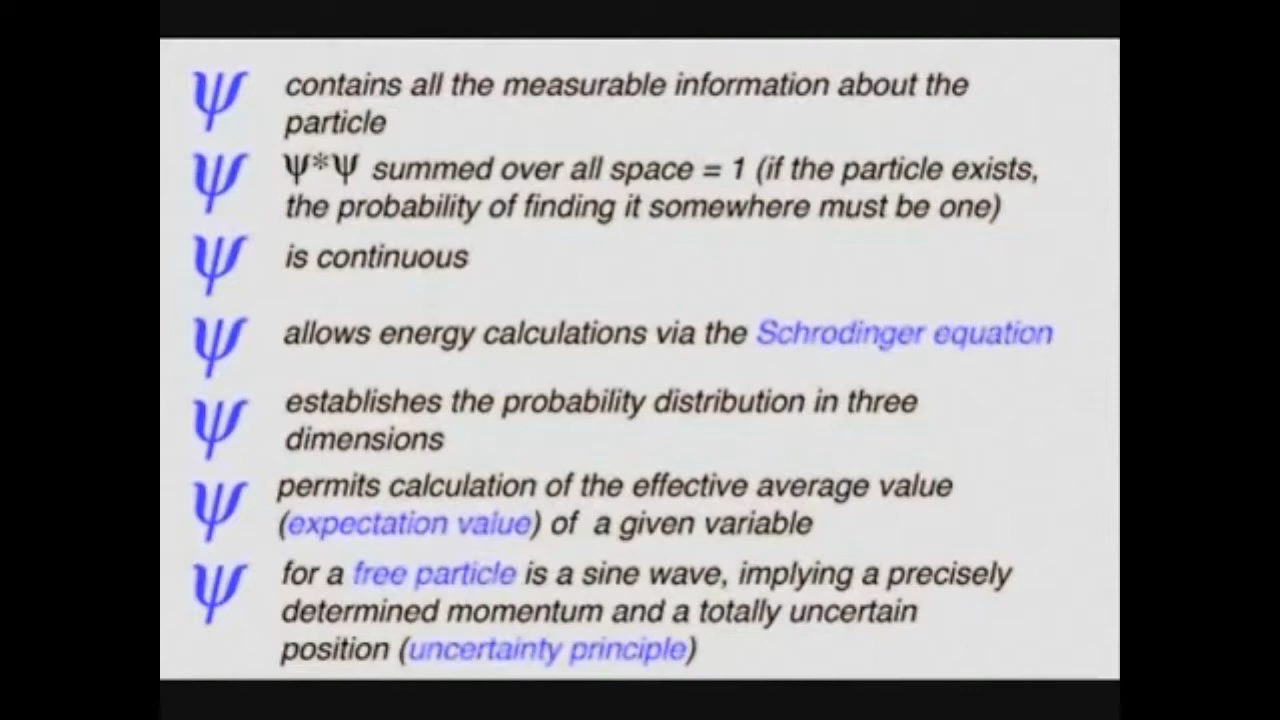 ψ contains all the measurable information about the
particle
ψ ψ*ψ summed over all space = 1 (if the particle exists,
the probability of finding it somewhere must be one)
ψ is continuous
ψ allows energy calculations via the Schrodinger equation
ψ establishes the probability distribution in three
dimensions
ψ permits calculation of the effective average value
(expectation value) of a given variable
ψ for a free particle is a sine wave, implying a precisely
determined momentum and a totally uncertain
position (uncertainty principle)